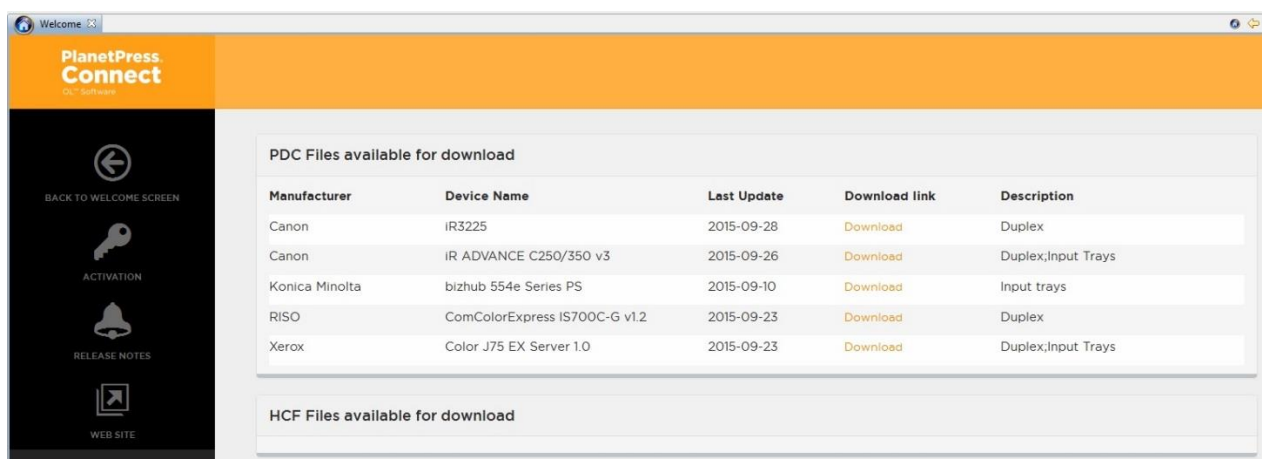 Welcome
PlanetPress.
Connect
OL™ Software
BACK TO WELCOME SCREEN
ACTIVATION
RELEASE NOTES
WEB SITE
PDC Files available for download
Manufacturer Device Name Last Update Download link Description
Canon iR3225 2015-09-28 Download Duplex
Canon iR ADVANCE C250/350 v3 2015-09-26 Download Duplex;Input Trays
Konica Minolta bizhub 554e Series PS 2015-09-10 Download Input trays
RISO ComColorExpress IS700C-G v1.2 2015-09-23 Download Duplex
Xerox Color J75 EX Server 1.0 2015-09-23 Download Duplex;Input Trays
HCF Files available for download